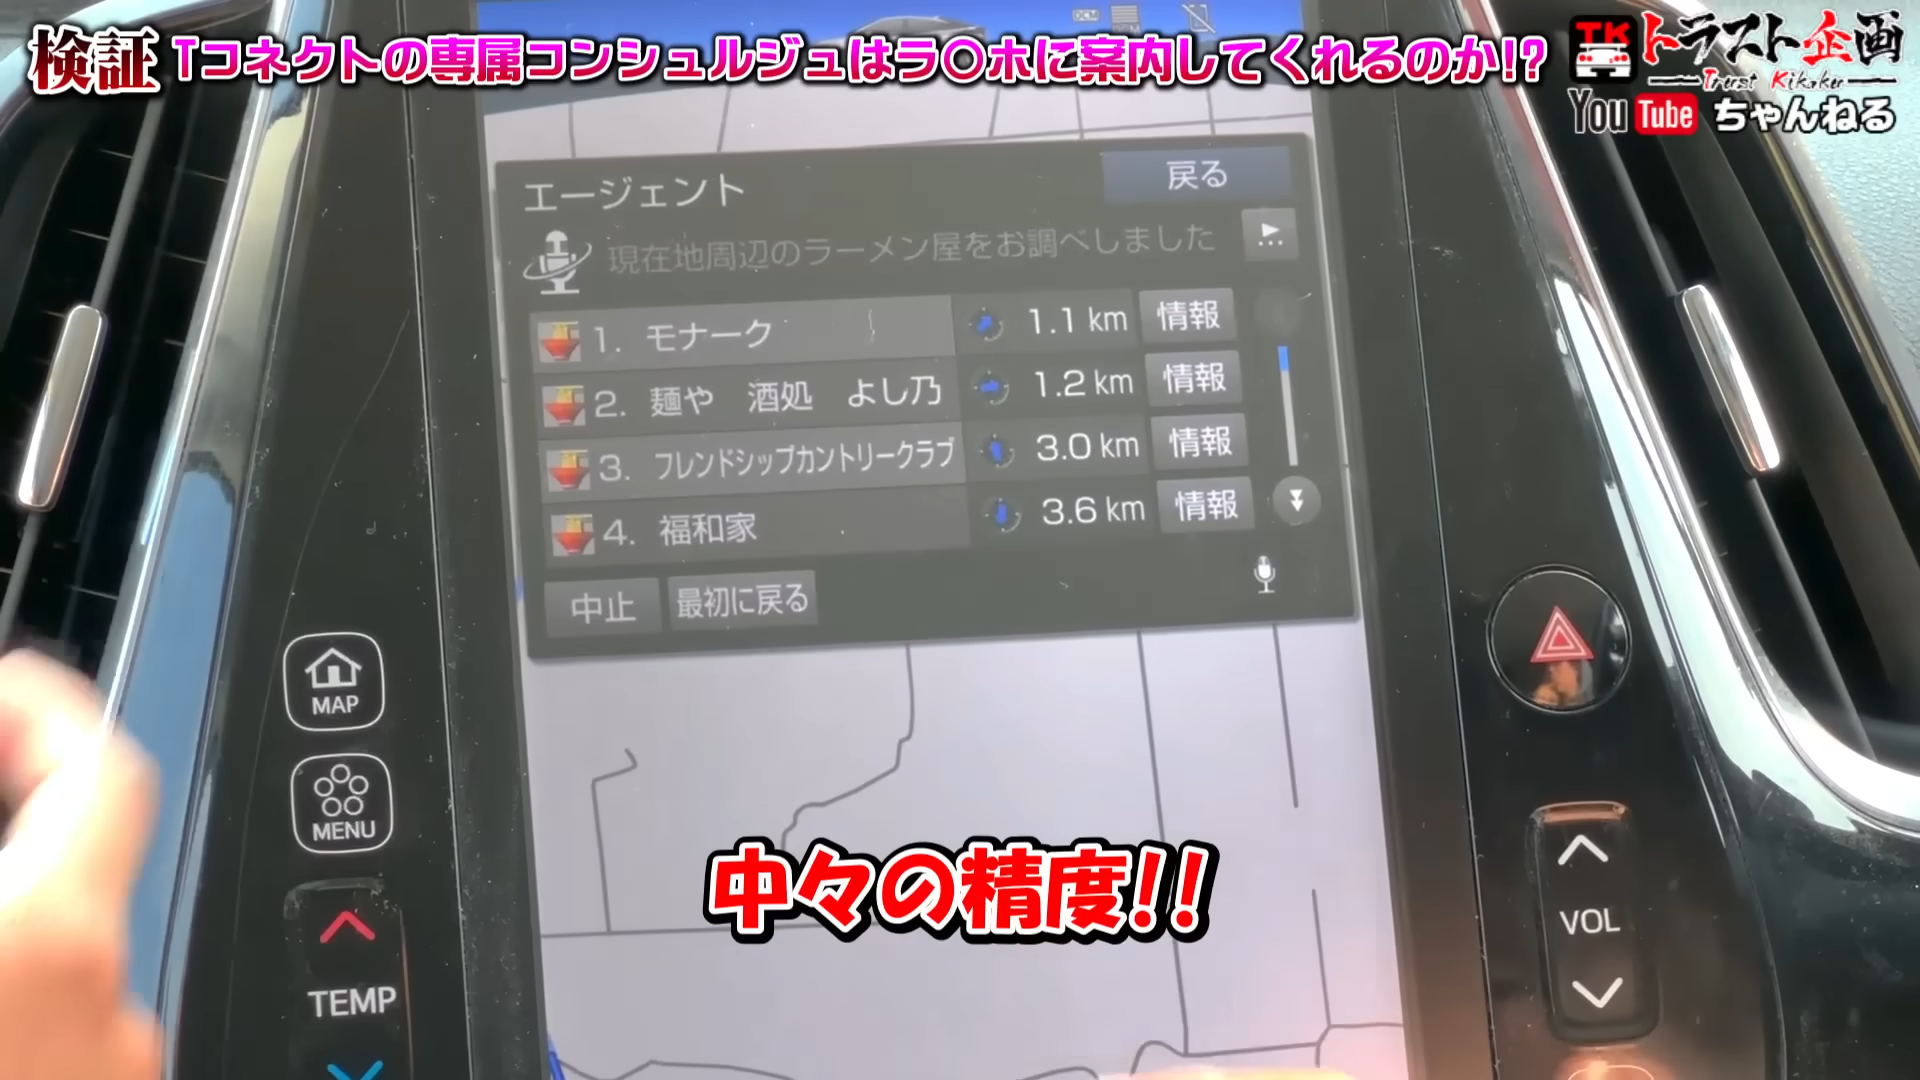 検証 Tコネクトの専属コンシュルジュはラ〇ホに案内してくれるのか!?
TK トラスト企画
Trust Kikaku
YouTube ちゃんねる
エージェント
戻る
現在地周辺のラーメン屋をお調べしました
1. モナーク 1.1 km 情報
2. 麺や 酒処 よし乃 1.2 km 情報
3. フレンドシップカントリークラブ 3.0 km 情報
4. 福和家 3.6 km 情報
中止 最初に戻る
MAP
MENU
中々の精度!!
VOL
TEMP